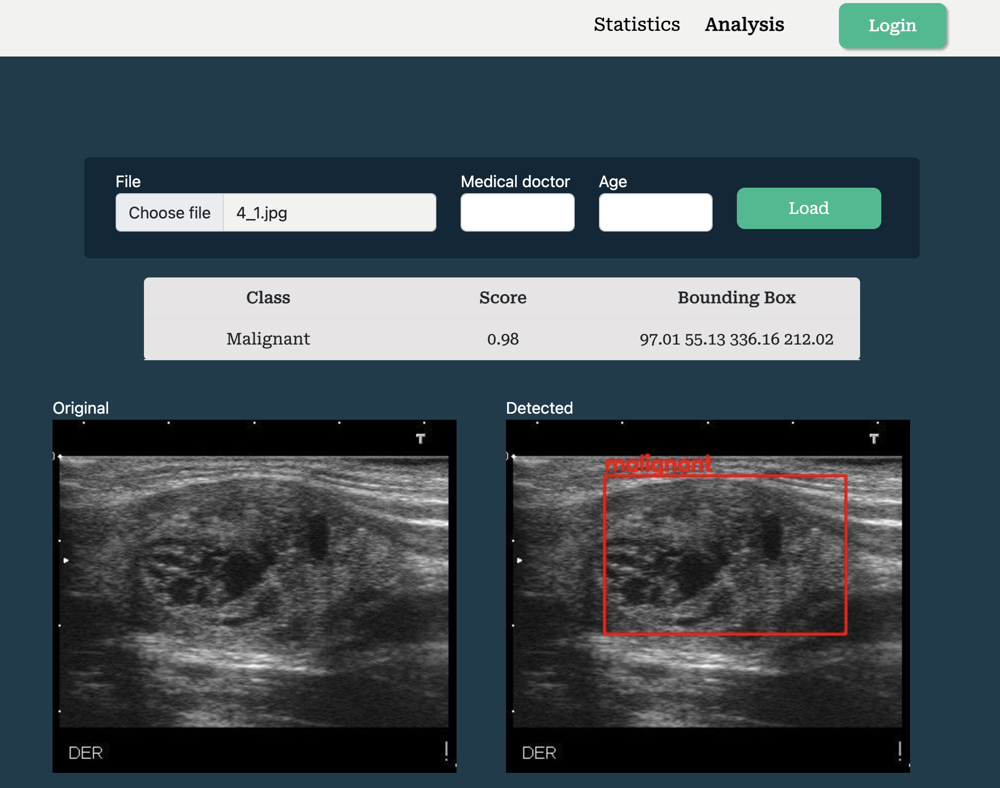 Statistics Analysis Login
File Medical doctor Age
Choose file 4_1.jpg Load
Class Score Bounding Box
Malignant 0.98 97.01 55.13 336.16 212.02
Original Detected
T T
malignant
DER DER